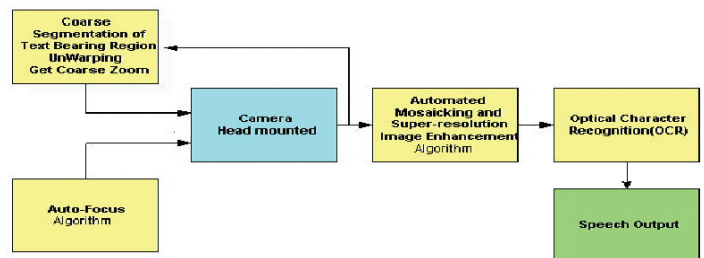 Coarse
Segmentation of
Text Bearing Region
UnWarping
Get Coarse Zoom
Camera
Head mounted
Automated
Mosaicking and
Super-resolution
Image Enhancement
Algorithm
Optical Character
Recognition(OCR)
Auto-Focus
Algorithm
Speech Output